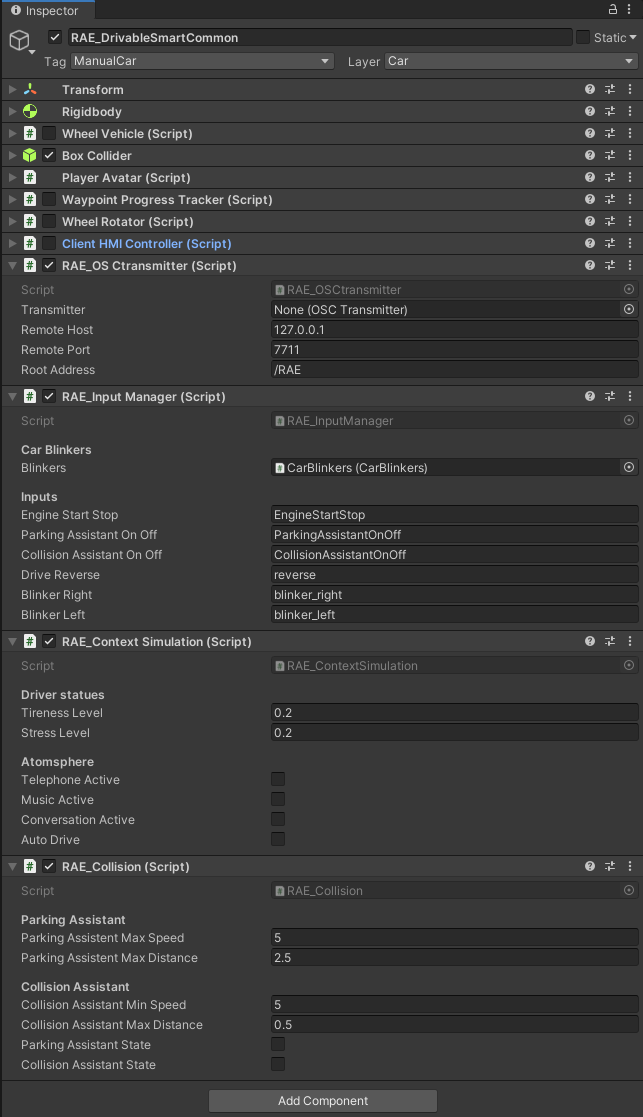 Inspector
RAE_DrivableSmartCommon Static
Tag ManualCar Layer Car
Transform
Rigidbody
Wheel Vehicle (Script)
Box Collider
Player Avatar (Script)
Waypoint Progress Tracker (Script)
Wheel Rotator (Script)
Client HMI Controller (Script)
RAE_OS Ctransmitter (Script)
Script RAE_OSCtransmitter
Transmitter None (OSC Transmitter)
Remote Host 127.0.0.1
Remote Port 7711
Root Address /RAE
RAE_Input Manager (Script)
Script RAE_InputManager
Car Blinkers
Blinkers CarBlinkers (CarBlinkers)
Inputs
Engine Start Stop EngineStartStop
Parking Assistant On Off ParkingAssistantOnOff
Collision Assistant On Off CollisionAssistantOnOff
Drive Reverse reverse
Blinker Right blinker_right
Blinker Left blinker_left
RAE_Context Simulation (Script)
Script RAE_ContextSimulation
Driver statues
Tireness Level 0.2
Stress Level 0.2
Atomsphere
Telephone Active
Music Active
Conversation Active
Auto Drive
RAE_Collision (Script)
Script RAE_Collision
Parking Assistant
Parking Assistent Max Speed 5
Parking Assistent Max Distance 2.5
Collision Assistant
Collision Assistant Min Speed 5
Collision Assistant Max Distance 0.5
Parking Assistant State
Collision Assistant State
Add Component